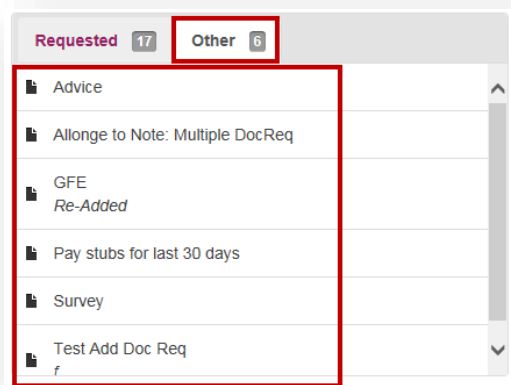 Requested 17 Other 6
Advice
Allonge to Note: Multiple DocReq
GFE
Re-Added
Pay stubs for last 30 days
Survey
Test Add Doc Req
f